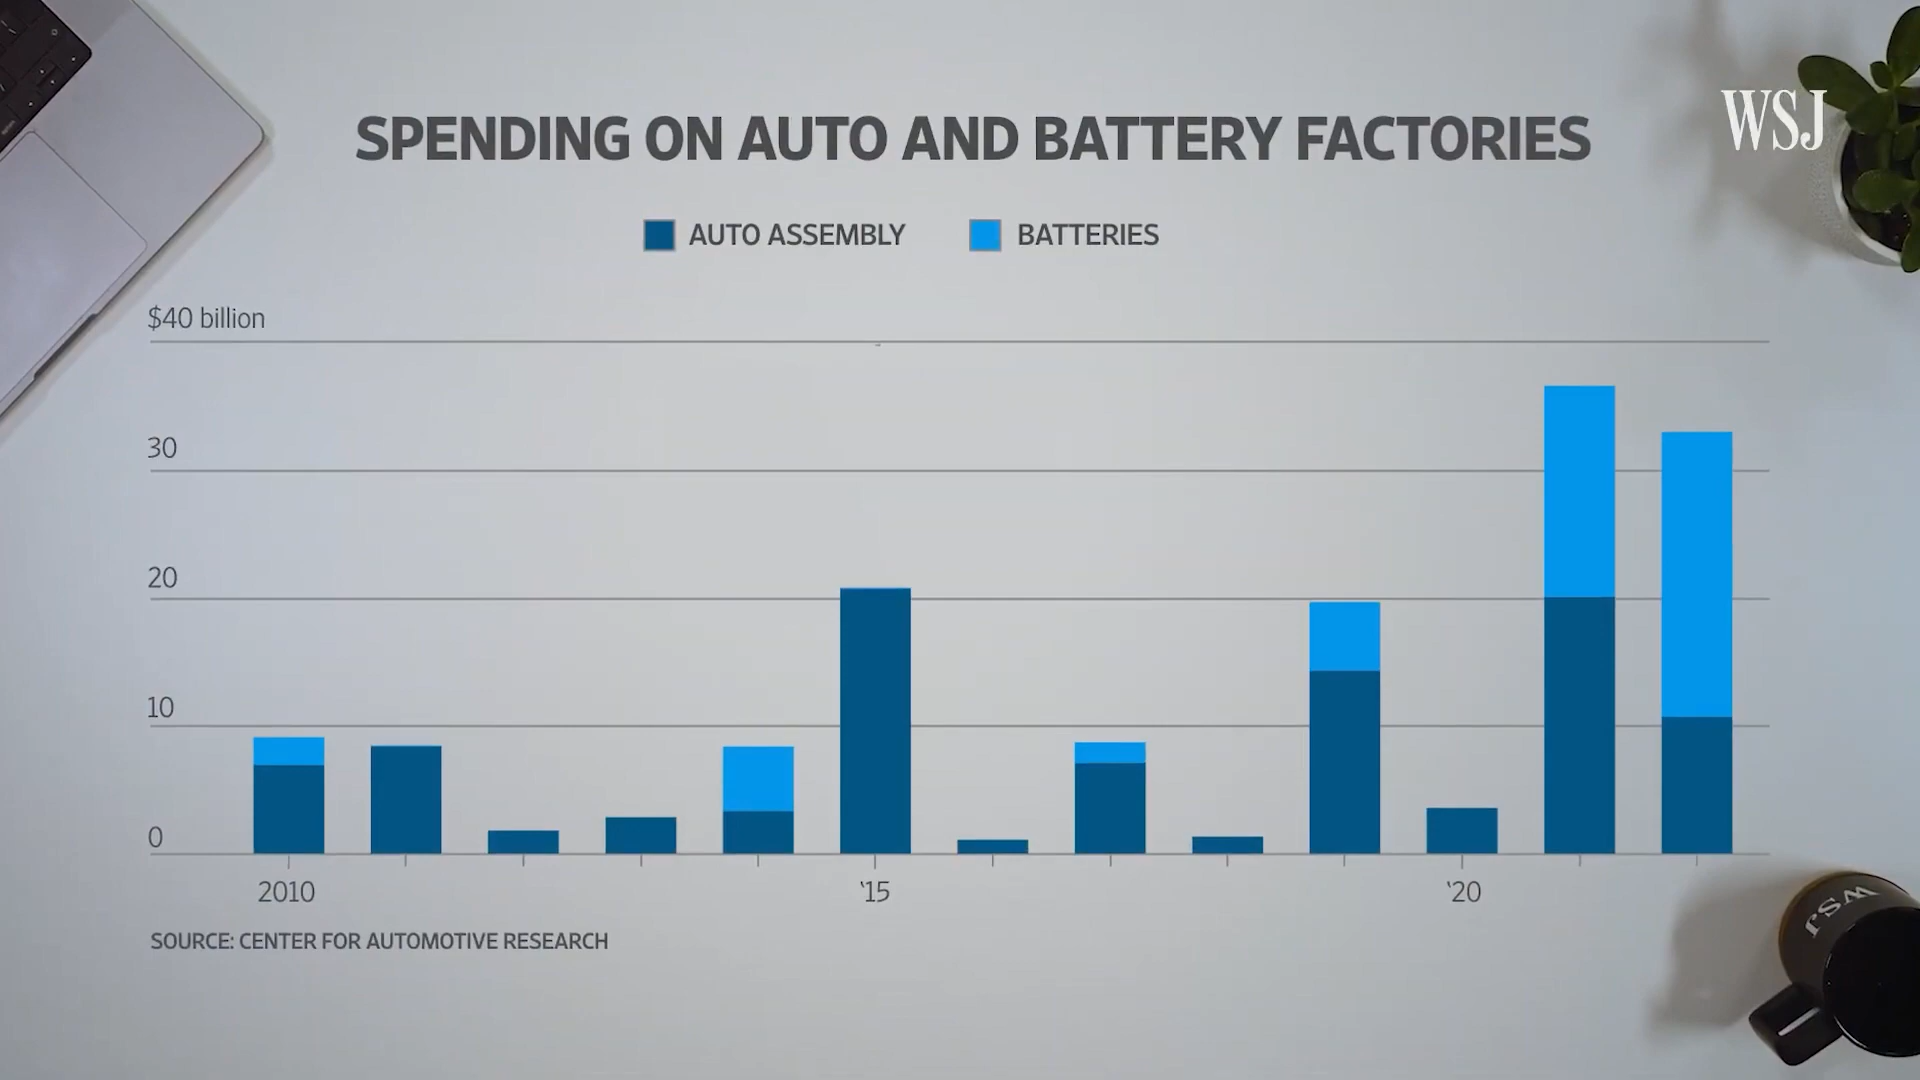 WSJ
SPENDING ON AUTO AND BATTERY FACTORIES
AUTO ASSEMBLY
BATTERIES
$40 billion
30
20
10
0
2010
'15
'20
SOURCE: CENTER FOR AUTOMOTIVE RESEARCH
WSJ